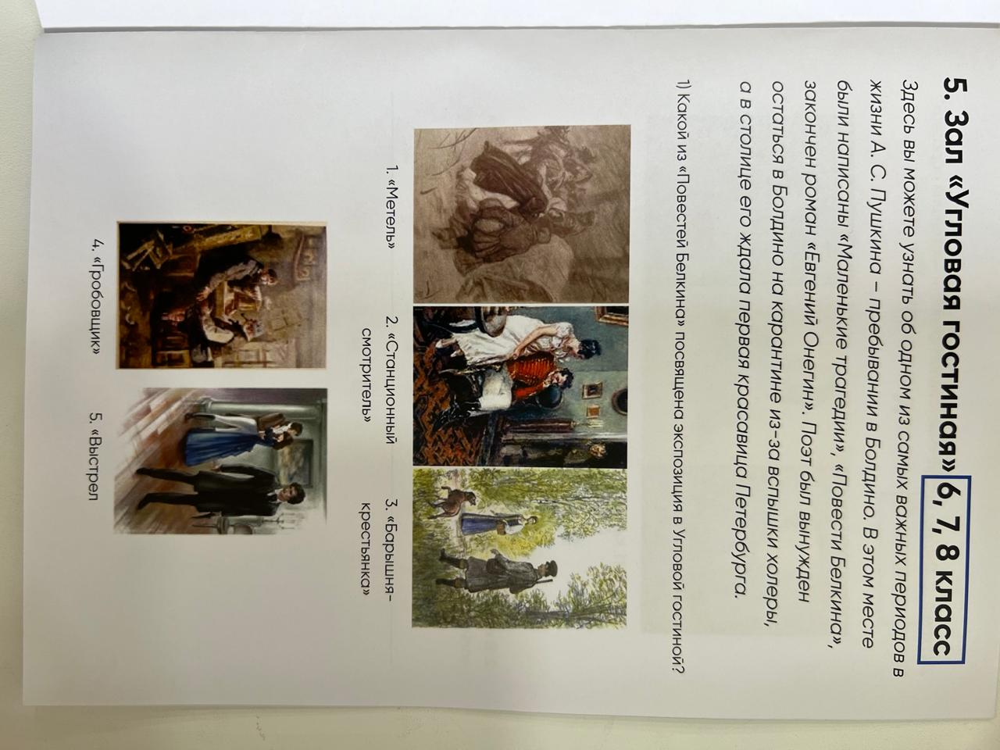 5. Зал «Угловая гостиная» 6, 7, 8 класс
Здесь вы можете узнать об одном из самых важных периодов в
жизни А. С. Пушкина – пребывании в Болдино. В этом месте
были написаны «Маленькие трагедии», «Повести Белкина»,
закончен роман «Евгений Онегин». Поэт был вынужден
остаться в Болдино на карантине из-за вспышки холеры,
а в столице его ждала первая красавица Петербурга.
1) Какой из «Повестей Белкина» посвящена экспозиция в Угловой гостиной?
1. «Метель»
2. «Станционный
смотритель»
3. «Барышня-
крестьянка»
4. «Гробовщик»
5. «Выстрел